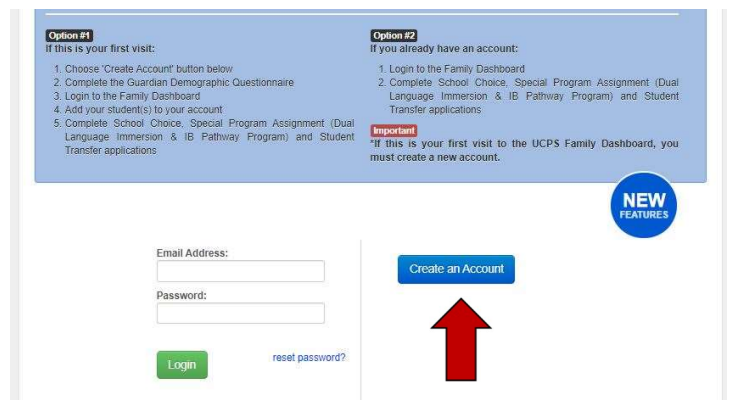 Option #1
If this is your first visit:
1. Choose 'Create Account' button below
2. Complete the Guardian Demographic Questionnaire
3. Login to the Family Dashboard
4. Add your student(s) to your account
5. Complete School Choice, Special Program Assignment (Dual
Language Immersion & IB Pathway Program) and Student
Transfer applications
Option #2
If you already have an account:
1. Login to the Family Dashboard
2. Complete School Choice, Special Program Assignment (Dual
Language Immersion & IB Pathway Program) and Student
Transfer applications
Important
*If this is your first visit to the UCPS Family Dashboard, you
must create a new account.
NEW
FEATURES
Email Address:
Password:
Login
reset password?
Create an Account